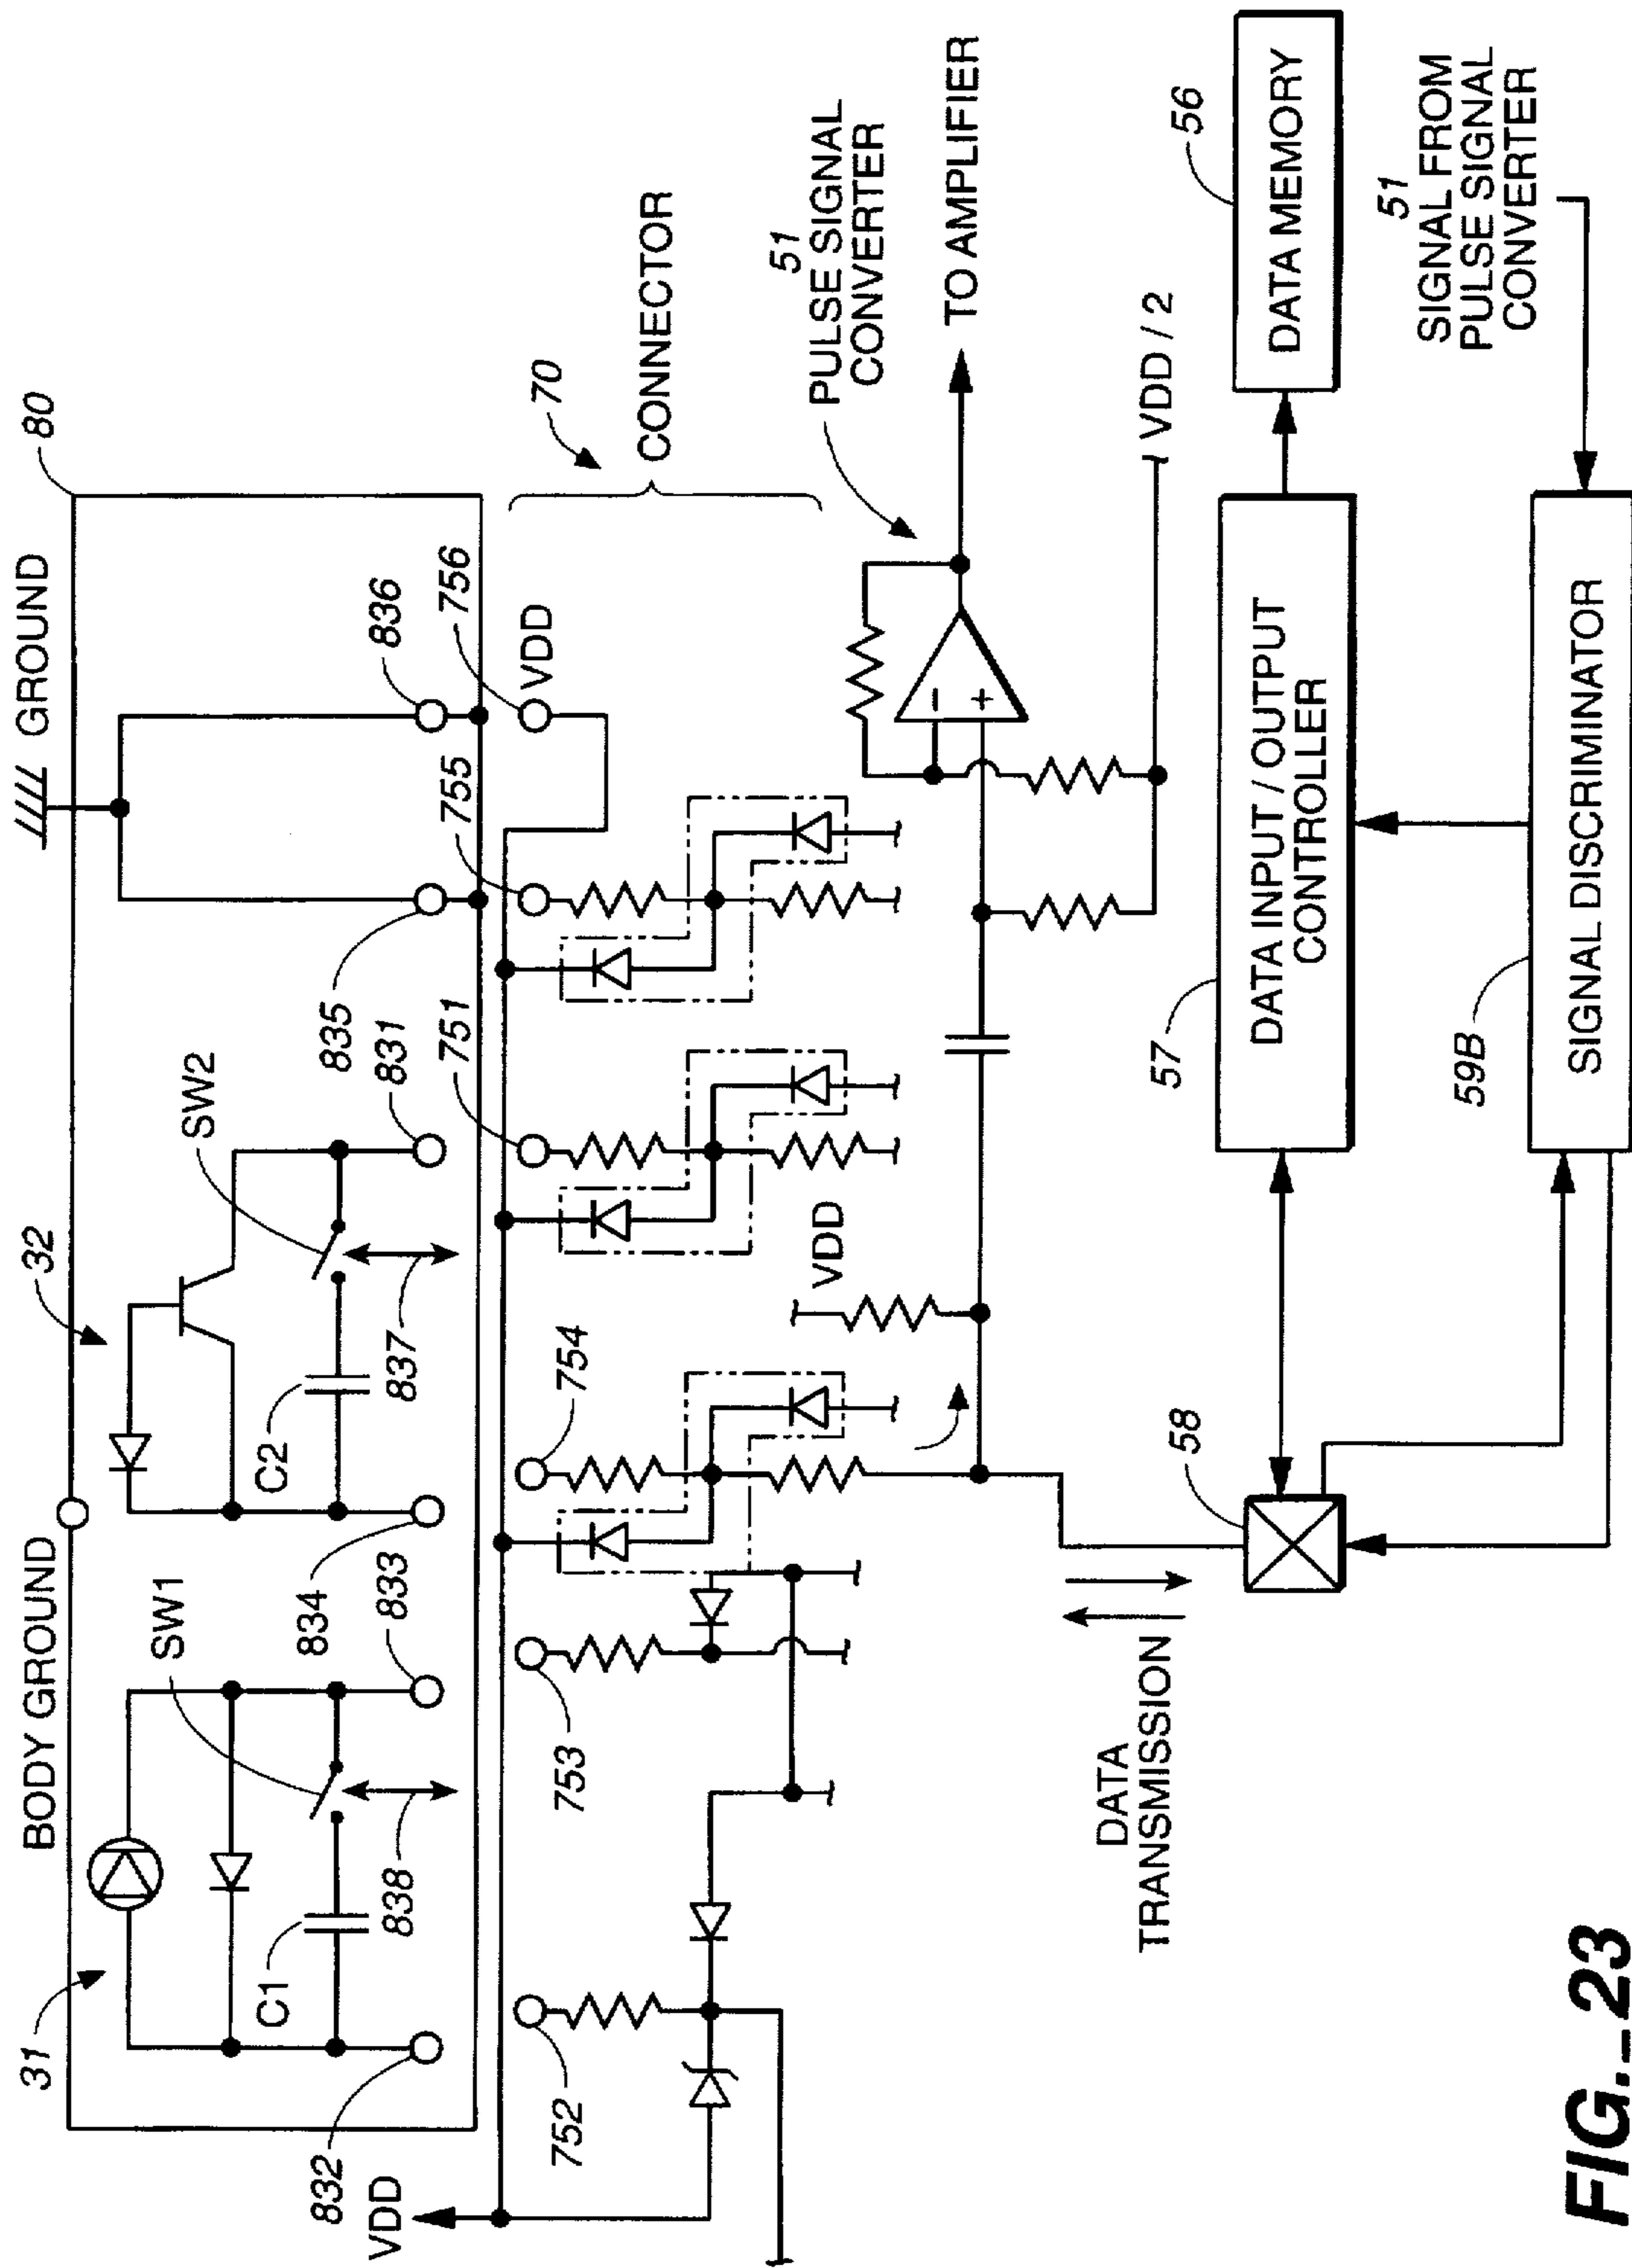 GROUND
80
BODY GROUND
32
31
SW2
SW1
C2
C1
837
838
834
833
832
835
831
836
VDD
VDD
756
755
751
754
753
752
70
CONNECTOR
VDD
51
PULSE SIGNAL
CONVERTER
TO AMPLIFIER
VDD / 2
DATA
TRANSMISSION
58
57
DATA INPUT / OUTPUT
CONTROLLER
56
DATA MEMORY
59B
SIGNAL DISCRIMINATOR
51
SIGNAL FROM
PULSE SIGNAL
CONVERTER
FIG._23